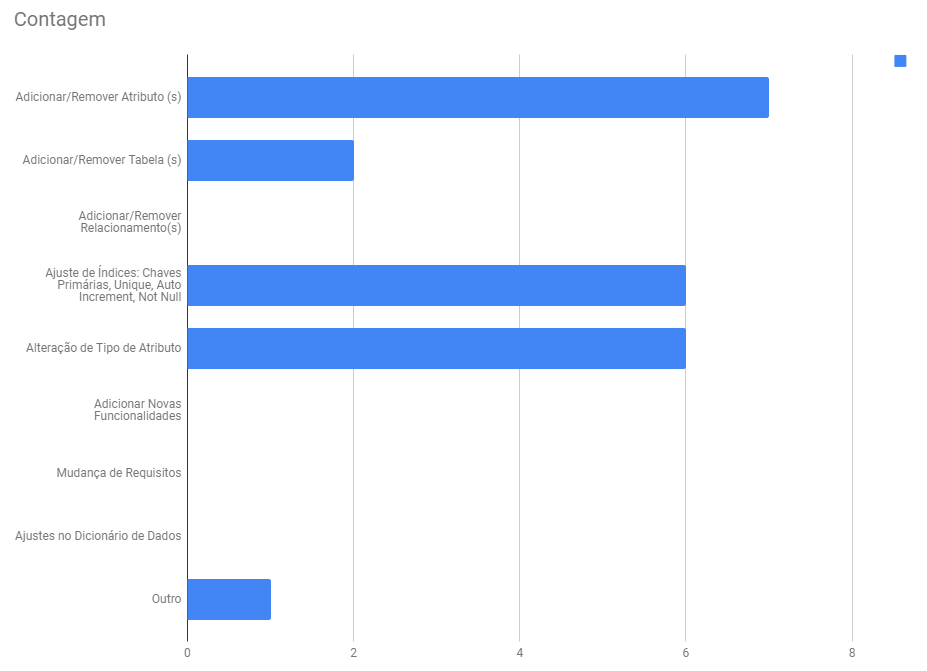 Contagem
Adicionar/Remover Atributo (s)
Adicionar/Remover Tabela (s)
Adicionar/Remover
Relacionamento(s)
Ajuste de Índices: Chaves
Primárias, Unique, Auto
Increment, Not Null
Alteração de Tipo de Atributo
Adicionar Novas
Funcionalidades
Mudança de Requisitos
Ajustes no Dicionário de Dados
Outro
0 2 4 6 8